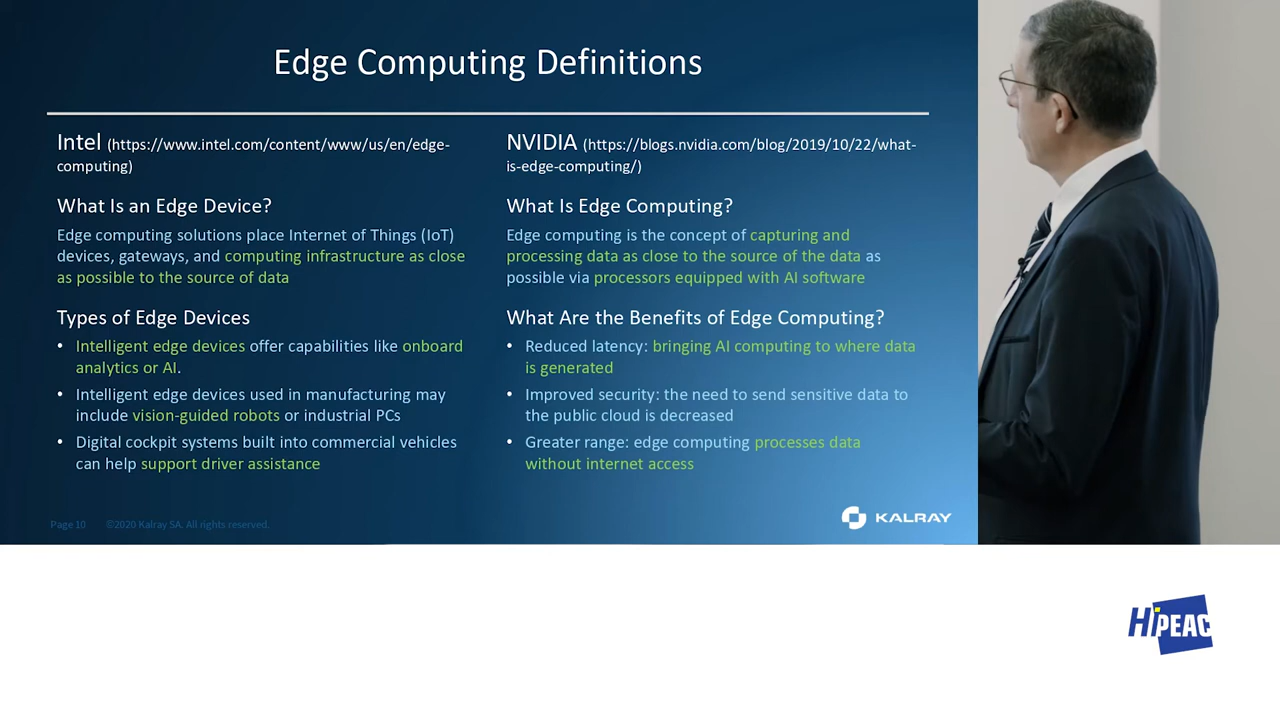 Edge Computing Definitions
Intel (https://www.intel.com/content/www/us/en/edge-
computing)
What Is an Edge Device?
Edge computing solutions place Internet of Things (IoT)
devices, gateways, and computing infrastructure as close
as possible to the source of data
Types of Edge Devices
• Intelligent edge devices offer capabilities like onboard
analytics or AI.
• Intelligent edge devices used in manufacturing may
include vision-guided robots or industrial PCs
• Digital cockpit systems built into commercial vehicles
can help support driver assistance
NVIDIA (https://blogs.nvidia.com/blog/2019/10/22/what-
is-edge-computing/)
What Is Edge Computing?
Edge computing is the concept of capturing and
processing data as close to the source of the data as
possible via processors equipped with AI software
What Are the Benefits of Edge Computing?
• Reduced latency: bringing AI computing to where data
is generated
• Improved security: the need to send sensitive data to
the public cloud is decreased
• Greater range: edge computing processes data
without internet access
Page 10 ©2020 Kalray SA. All rights reserved.
KALRAY
HiPEAC